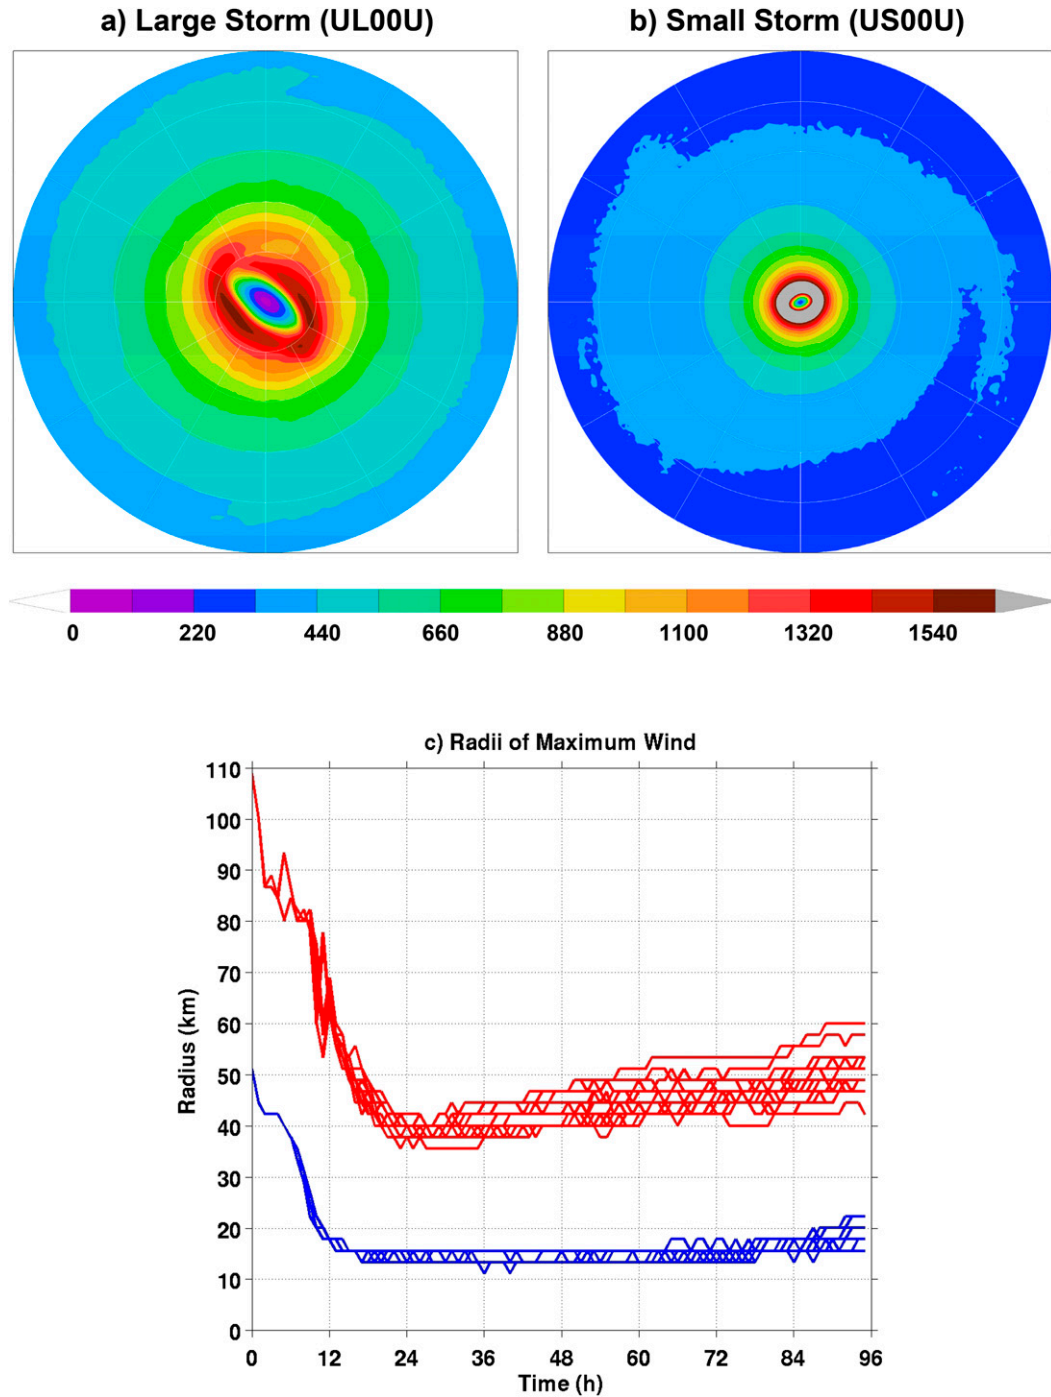 a) Large Storm (UL00U)
b) Small Storm (US00U)
0 220 440 660 880 1100 1320 1540
c) Radii of Maximum Wind
110
100
90
80
70
60
50
40
30
20
10
0
Radius (km)
0 12 24 36 48 60 72 84 96
Time (h)